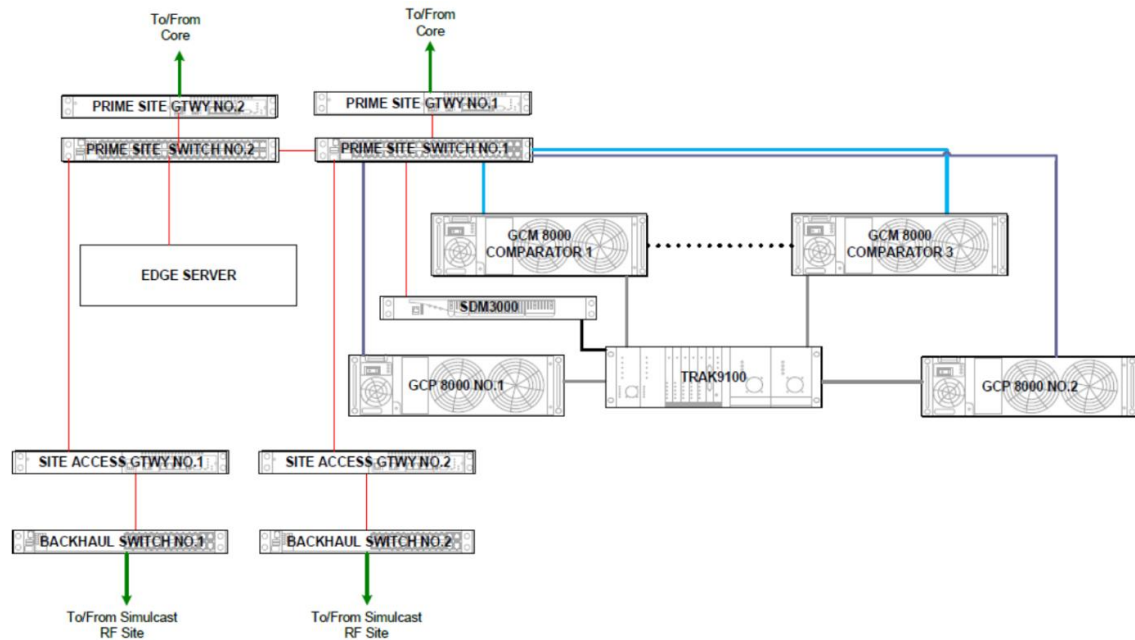 To/From
Core
To/From
Core
PRIME SITE GTWY NO.2
PRIME SITE GTWY NO.1
PRIME SITE SWITCH NO.2
PRIME SITE SWITCH NO.1
GCM 8000
COMPARATOR 1
GCM 8000
COMPARATOR 3
EDGE SERVER
SDM3000
GCP 8000 NO.1
TRAK9100
GCP 8000 NO.2
SITE ACCESS GTWY NO.1
SITE ACCESS GTWY NO.2
BACKHAUL SWITCH NO.1
BACKHAUL SWITCH NO.2
To/From Simulcast
RF Site
To/From Simulcast
RF Site